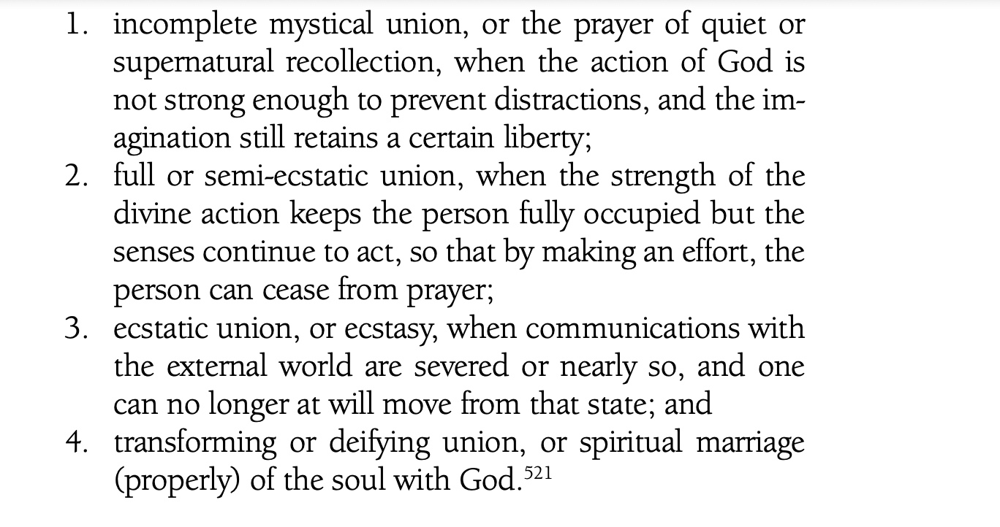 1. incomplete mystical union, or the prayer of quiet or
supernatural recollection, when the action of God is
not strong enough to prevent distractions, and the im-
agination still retains a certain liberty;
2. full or semi-ecstatic union, when the strength of the
divine action keeps the person fully occupied but the
senses continue to act, so that by making an effort, the
person can cease from prayer;
3. ecstatic union, or ecstasy, when communications with
the external world are severed or nearly so, and one
can no longer at will move from that state; and
4. transforming or deifying union, or spiritual marriage
(properly) of the soul with God.521